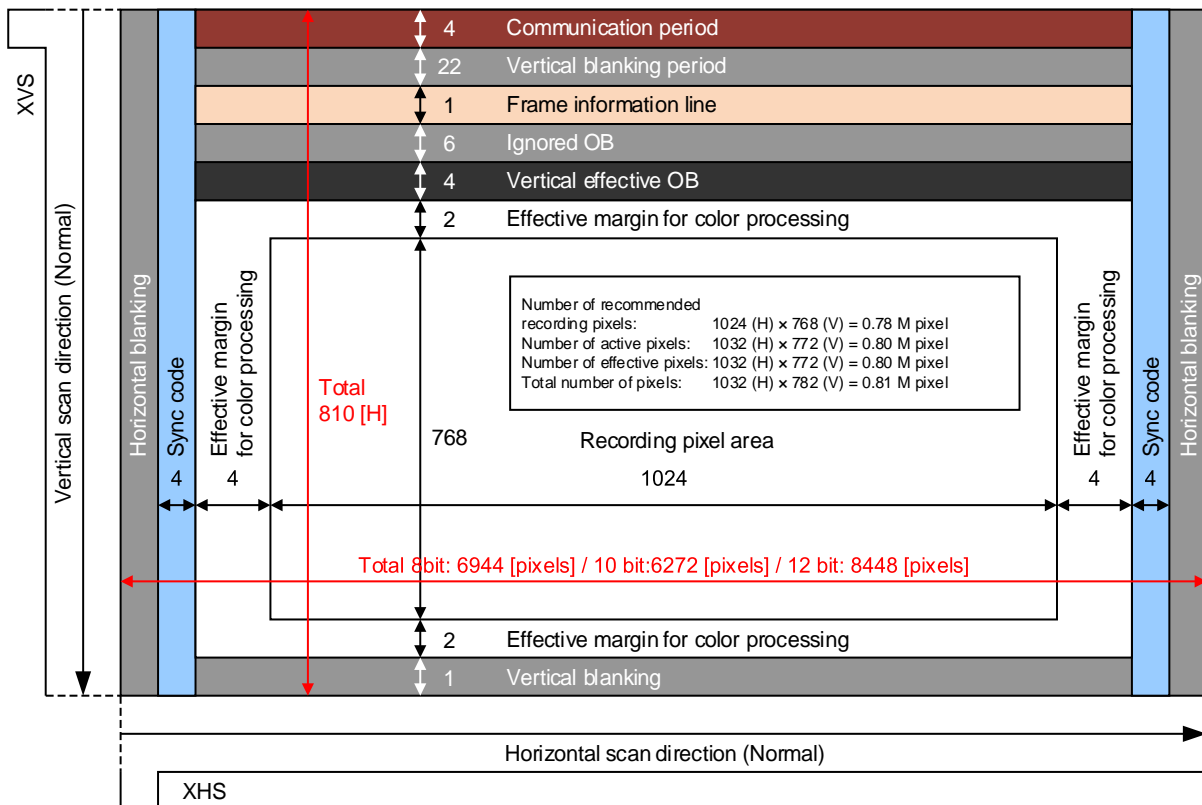 4 Communication period
22 Vertical blanking period
1 Frame information line
6 Ignored OB
4 Vertical effective OB
2 Effective margin for color processing
XVS
Vertical scan direction (Normal)
Horizontal blanking
Sync code
4
Effective margin
for color processing
4
Total
810 [H]
Number of recommended
recording pixels: 1024 (H) × 768 (V) = 0.78 M pixel
Number of active pixels: 1032 (H) × 772 (V) = 0.80 M pixel
Number of effective pixels: 1032 (H) × 772 (V) = 0.80 M pixel
Total number of pixels: 1032 (H) × 782 (V) = 0.81 M pixel
768
Recording pixel area
1024
Effective margin
for color processing
4
Sync code
4
Horizontal blanking
Total 8bit: 6944 [pixels] / 10 bit:6272 [pixels] / 12 bit: 8448 [pixels]
2 Effective margin for color processing
1 Vertical blanking
Horizontal scan direction (Normal)
XHS